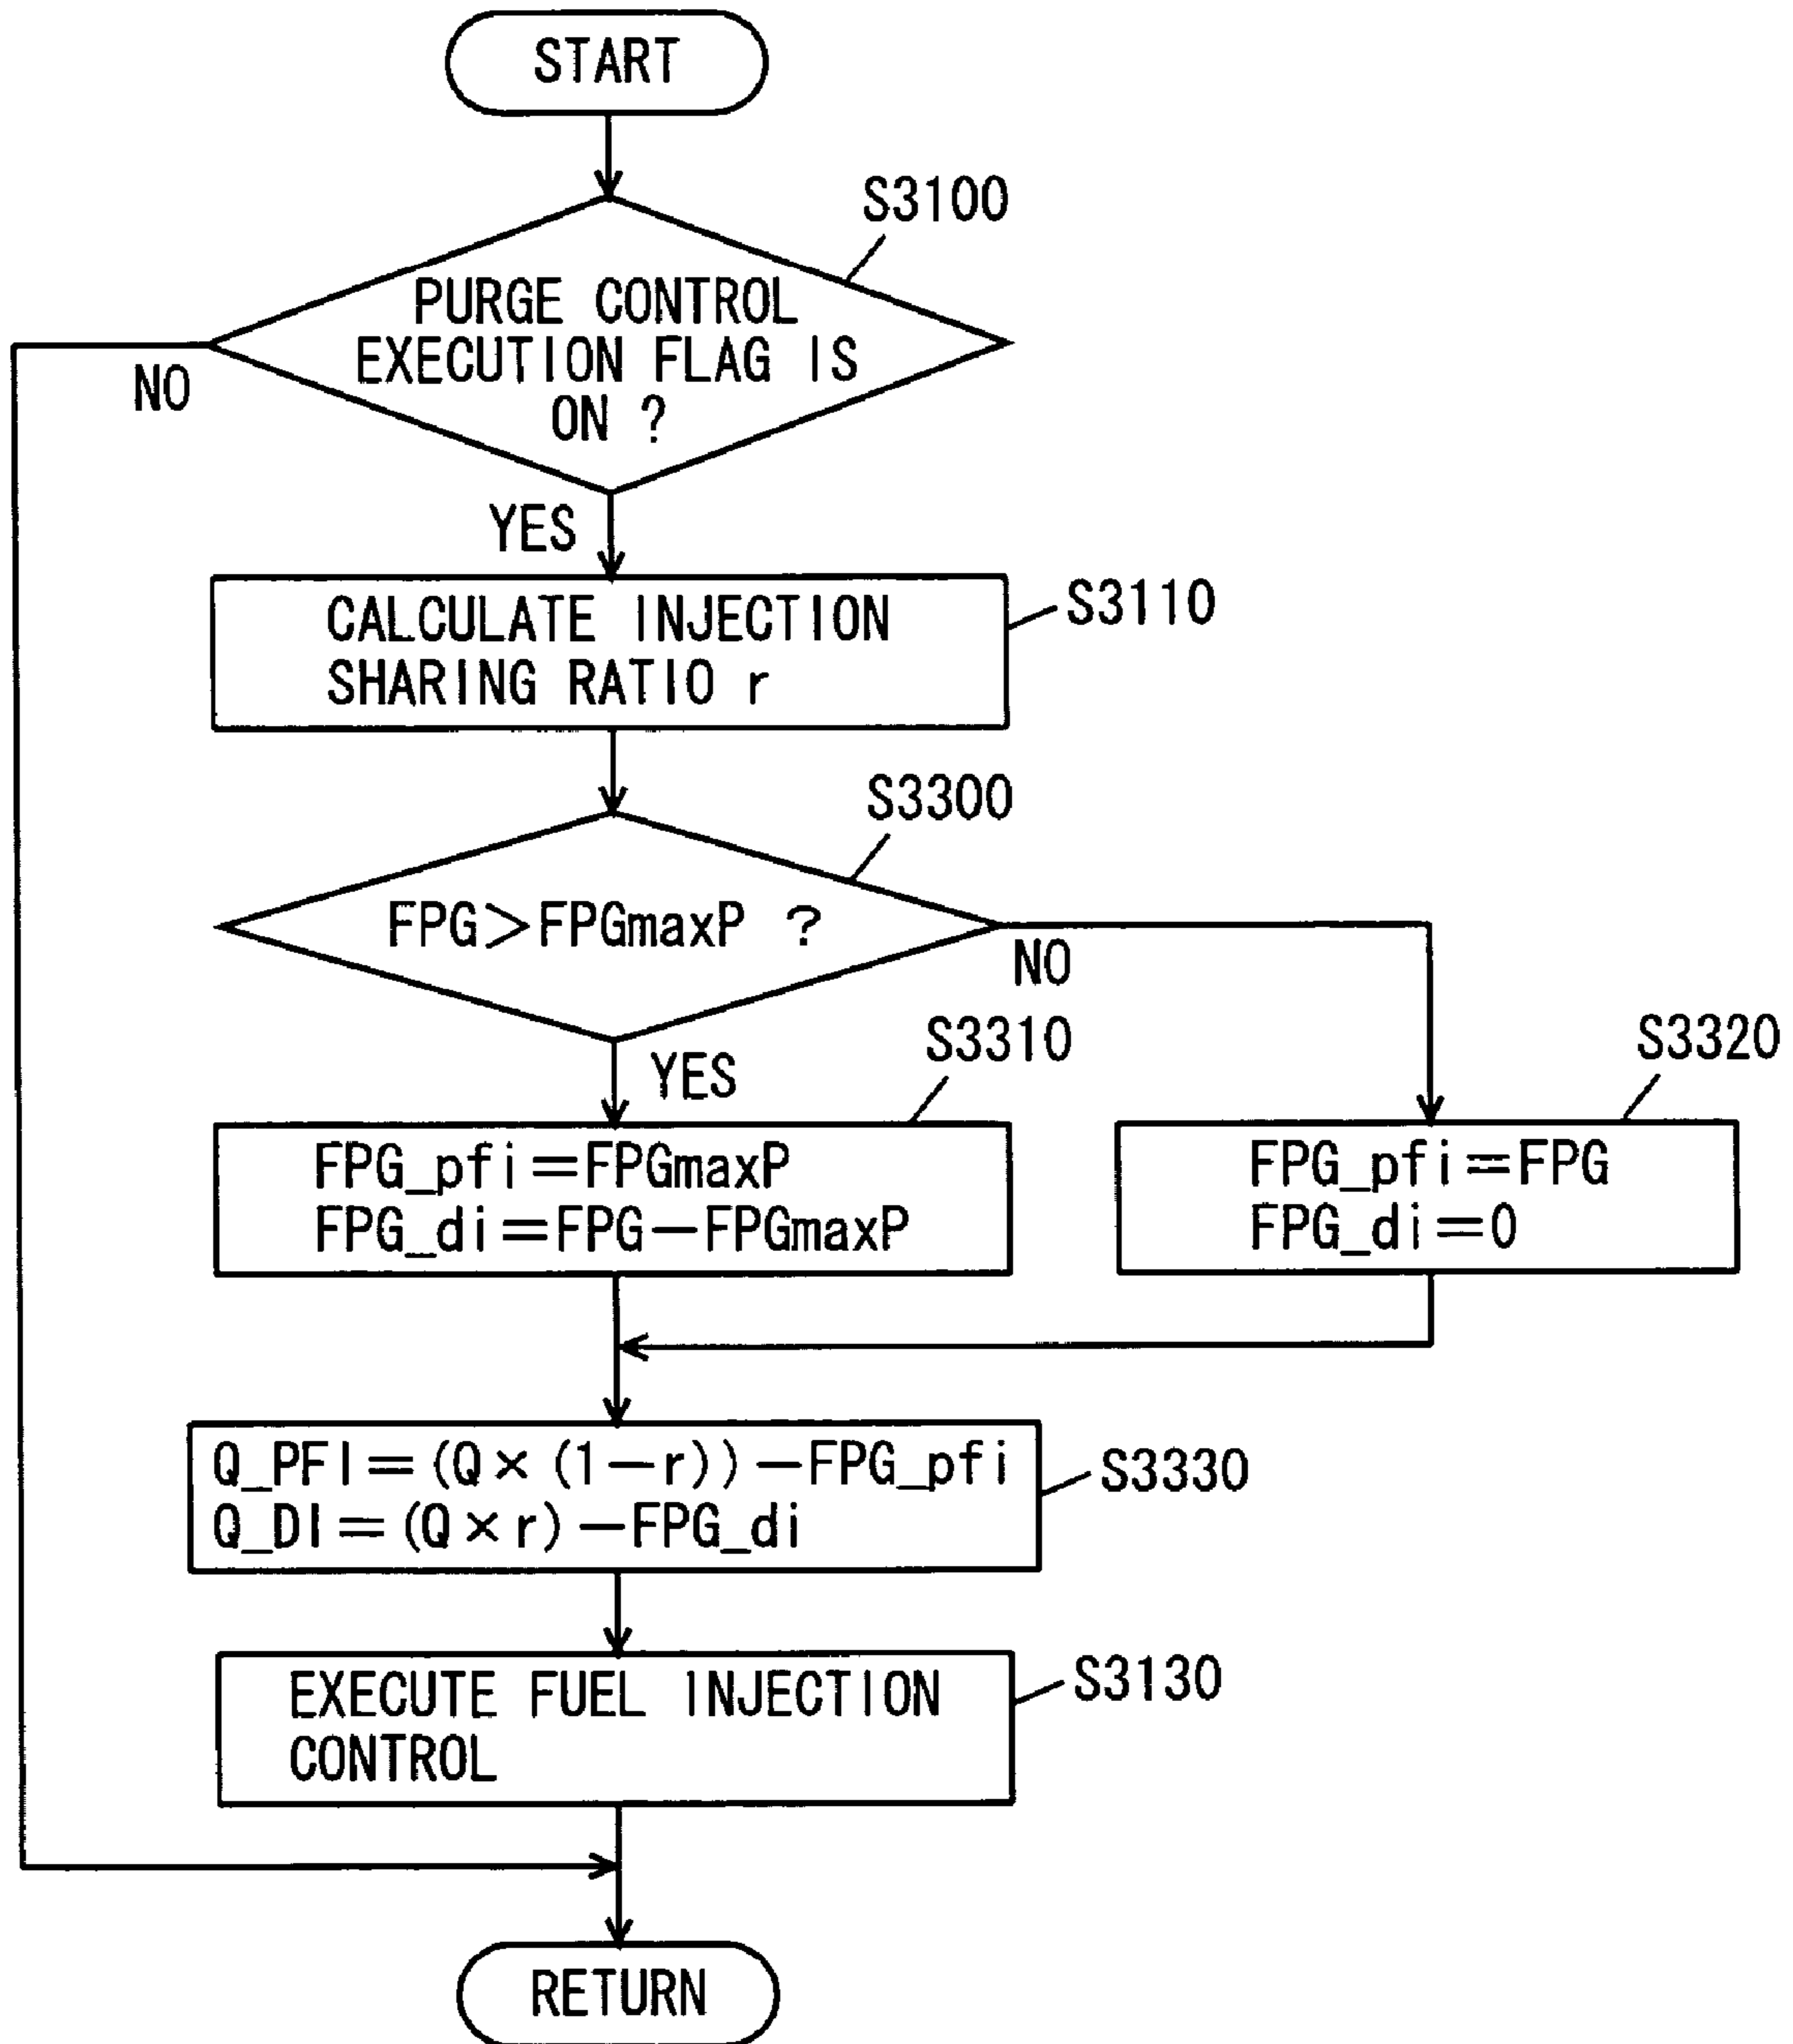 START
S3100
PURGE CONTROL
EXECUTION FLAG IS
ON ?
NO
YES
CALCULATE INJECTION
SHARING RATIO r
S3110
S3300
FPG>FPGmaxP ?
NO
YES
S3310
S3320
FPG_pfi=FPGmaxP
FPG_di=FPG-FPGmaxP
FPG_pfi=FPG
FPG_di=0
Q_PFI=(Q×(1-r))-FPG_pfi
Q_DI=(Q×r)-FPG_di
S3330
EXECUTE FUEL INJECTION
CONTROL
S3130
RETURN